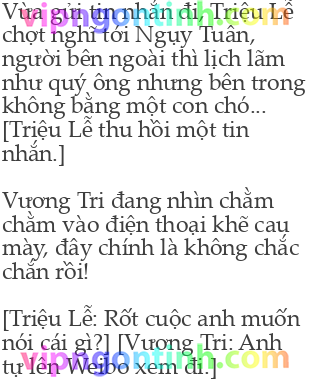 Vừa gửi tin nhắn đi, Triệu Lễ
chợt nghĩ tới Ngụy Tuân,
người bên ngoài thì lịch lãm
như quý ông nhưng bên trong
không bằng một con chó...
[Triệu Lễ thu hồi một tin
nhắn.]
Vương Tri đang nhìn chằm
chằm vào điện thoại khẽ cau
mày, đây chính là không chắc
chắn rồi!
[Triệu Lễ: Rốt cuộc anh muốn
nói cái gì?] [Vương Tri: Anh
tự lên Weibo xem đi.]
vipngontinh.com
vipngontinh.com